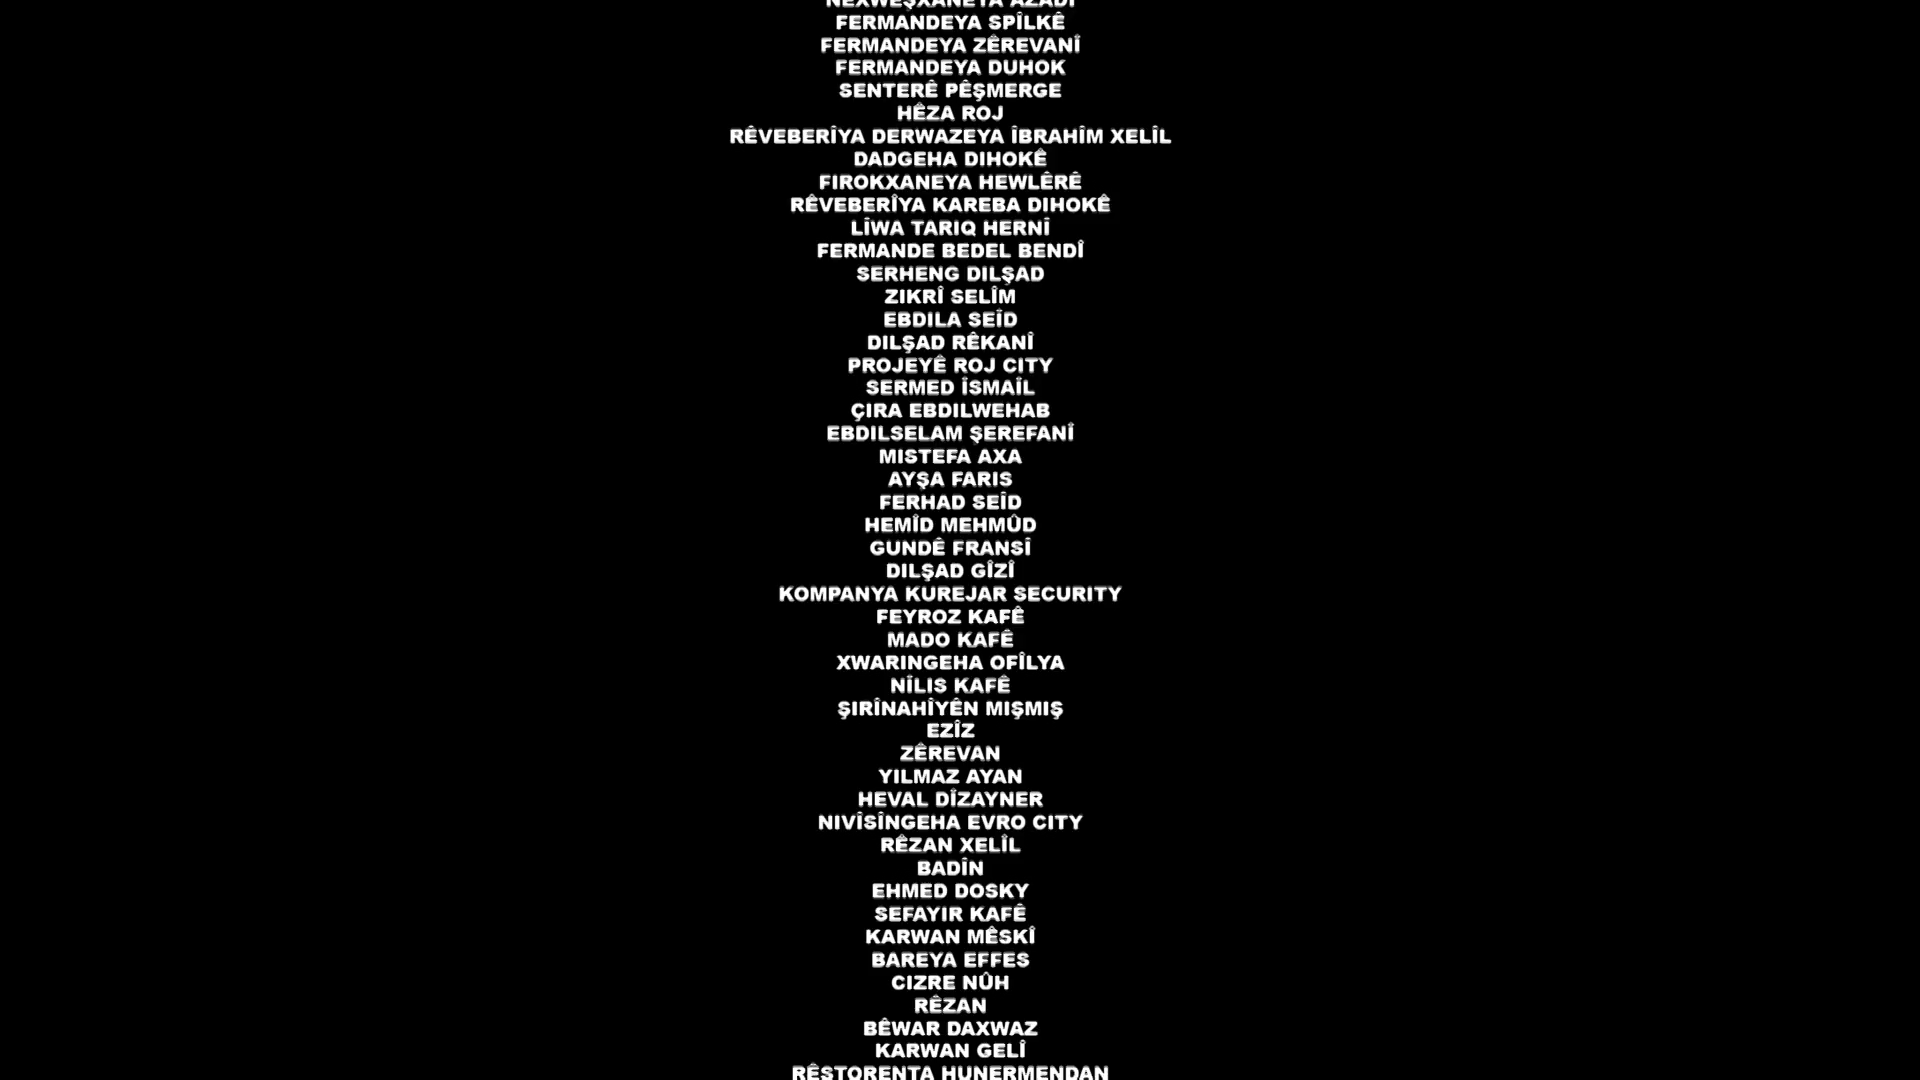 NEXWEŞXANEYA AZADÎ
FERMANDEYA SPÎLKÊ
FERMANDEYA ZÊREVANÎ
FERMANDEYA DUHOK
SENTERÊ PÊŞMERGE
HÊZA ROJ
RÊVEBERÎYA DERWAZEYA ÎBRAHÎM XELÎL
DADGEHA DIHOKÊ
FIROKXANEYA HEWLÊRÊ
RÊVEBERÎYA KAREBA DIHOKÊ
LÎWA TARIQ HERNÎ
FERMANDE BEDEL BENDÎ
SERHENG DILŞAD
ZIKRÎ SELÎM
EBDILA SEÎD
DILŞAD RÊKANÎ
PROJEYÊ ROJ CITY
SERMED ÎSMAÎL
ÇIRA EBDILWEHAB
EBDILSELAM ŞEREFANÎ
MISTEFA AXA
AYŞA FARIS
FERHAD SEÎD
HEMÎD MEHMÛD
GUNDÊ FRANSÎ
DILŞAD GÎZÎ
KOMPANYA KUREJAR SECURITY
FEYROZ KAFÊ
MADO KAFÊ
XWARINGEHA OFÎLYA
NÎLIS KAFÊ
ŞIRÎNAHÎYÊN MIŞMIŞ
EZÎZ
ZÊREVAN
YILMAZ AYAN
HEVAL DÎZAYNER
NIVÎSÎNGEHA EVRO CITY
RÊZAN XELÎL
BADÎN
EHMED DOSKY
SEFAYIR KAFÊ
KARWAN MÊSKÎ
BAREYA EFFES
CIZRE NÛH
RÊZAN
BÊWAR DAXWAZ
KARWAN GELÎ
RÊSTORENTA HUNERMENDAN